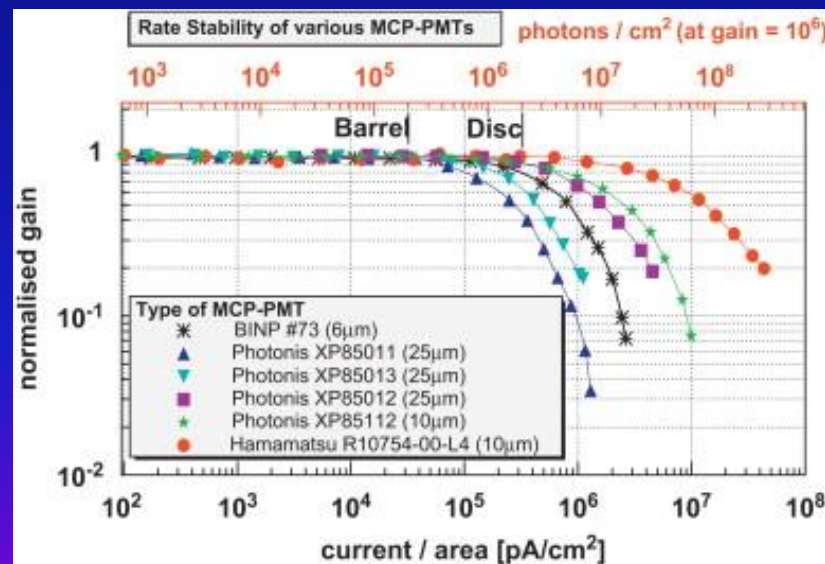 Rate Stability of various MCP-PMTs photons / cm² (at gain = 10⁶)
10³ 10⁴ 10⁵ 10⁶ 10⁷ 10⁸
Barrel Disc
1
10⁻¹
10⁻²
normalised gain
Type of MCP-PMT
BINP #73 (6μm)
Photonis XP85011 (25μm)
Photonis XP85013 (25μm)
Photonis XP85012 (25μm)
Photonis XP85112 (10μm)
Hamamatsu R10754-00-L4 (10μm)
10² 10³ 10⁴ 10⁵ 10⁶ 10⁷ 10⁸
current / area [pA/cm²]